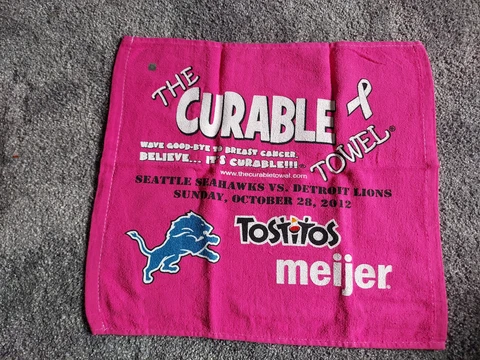 THE
CURABLE
TOWEL®
WAVE GOOD-BYE TO BREAST CANCER.
BELIEVE... IT'S CURABLE!!!®
www.thecurabletowel.com
SEATTLE SEAHAWKS VS. DETROIT LIONS
SUNDAY, OCTOBER 28, 2012
TOSTITOS
meijer®